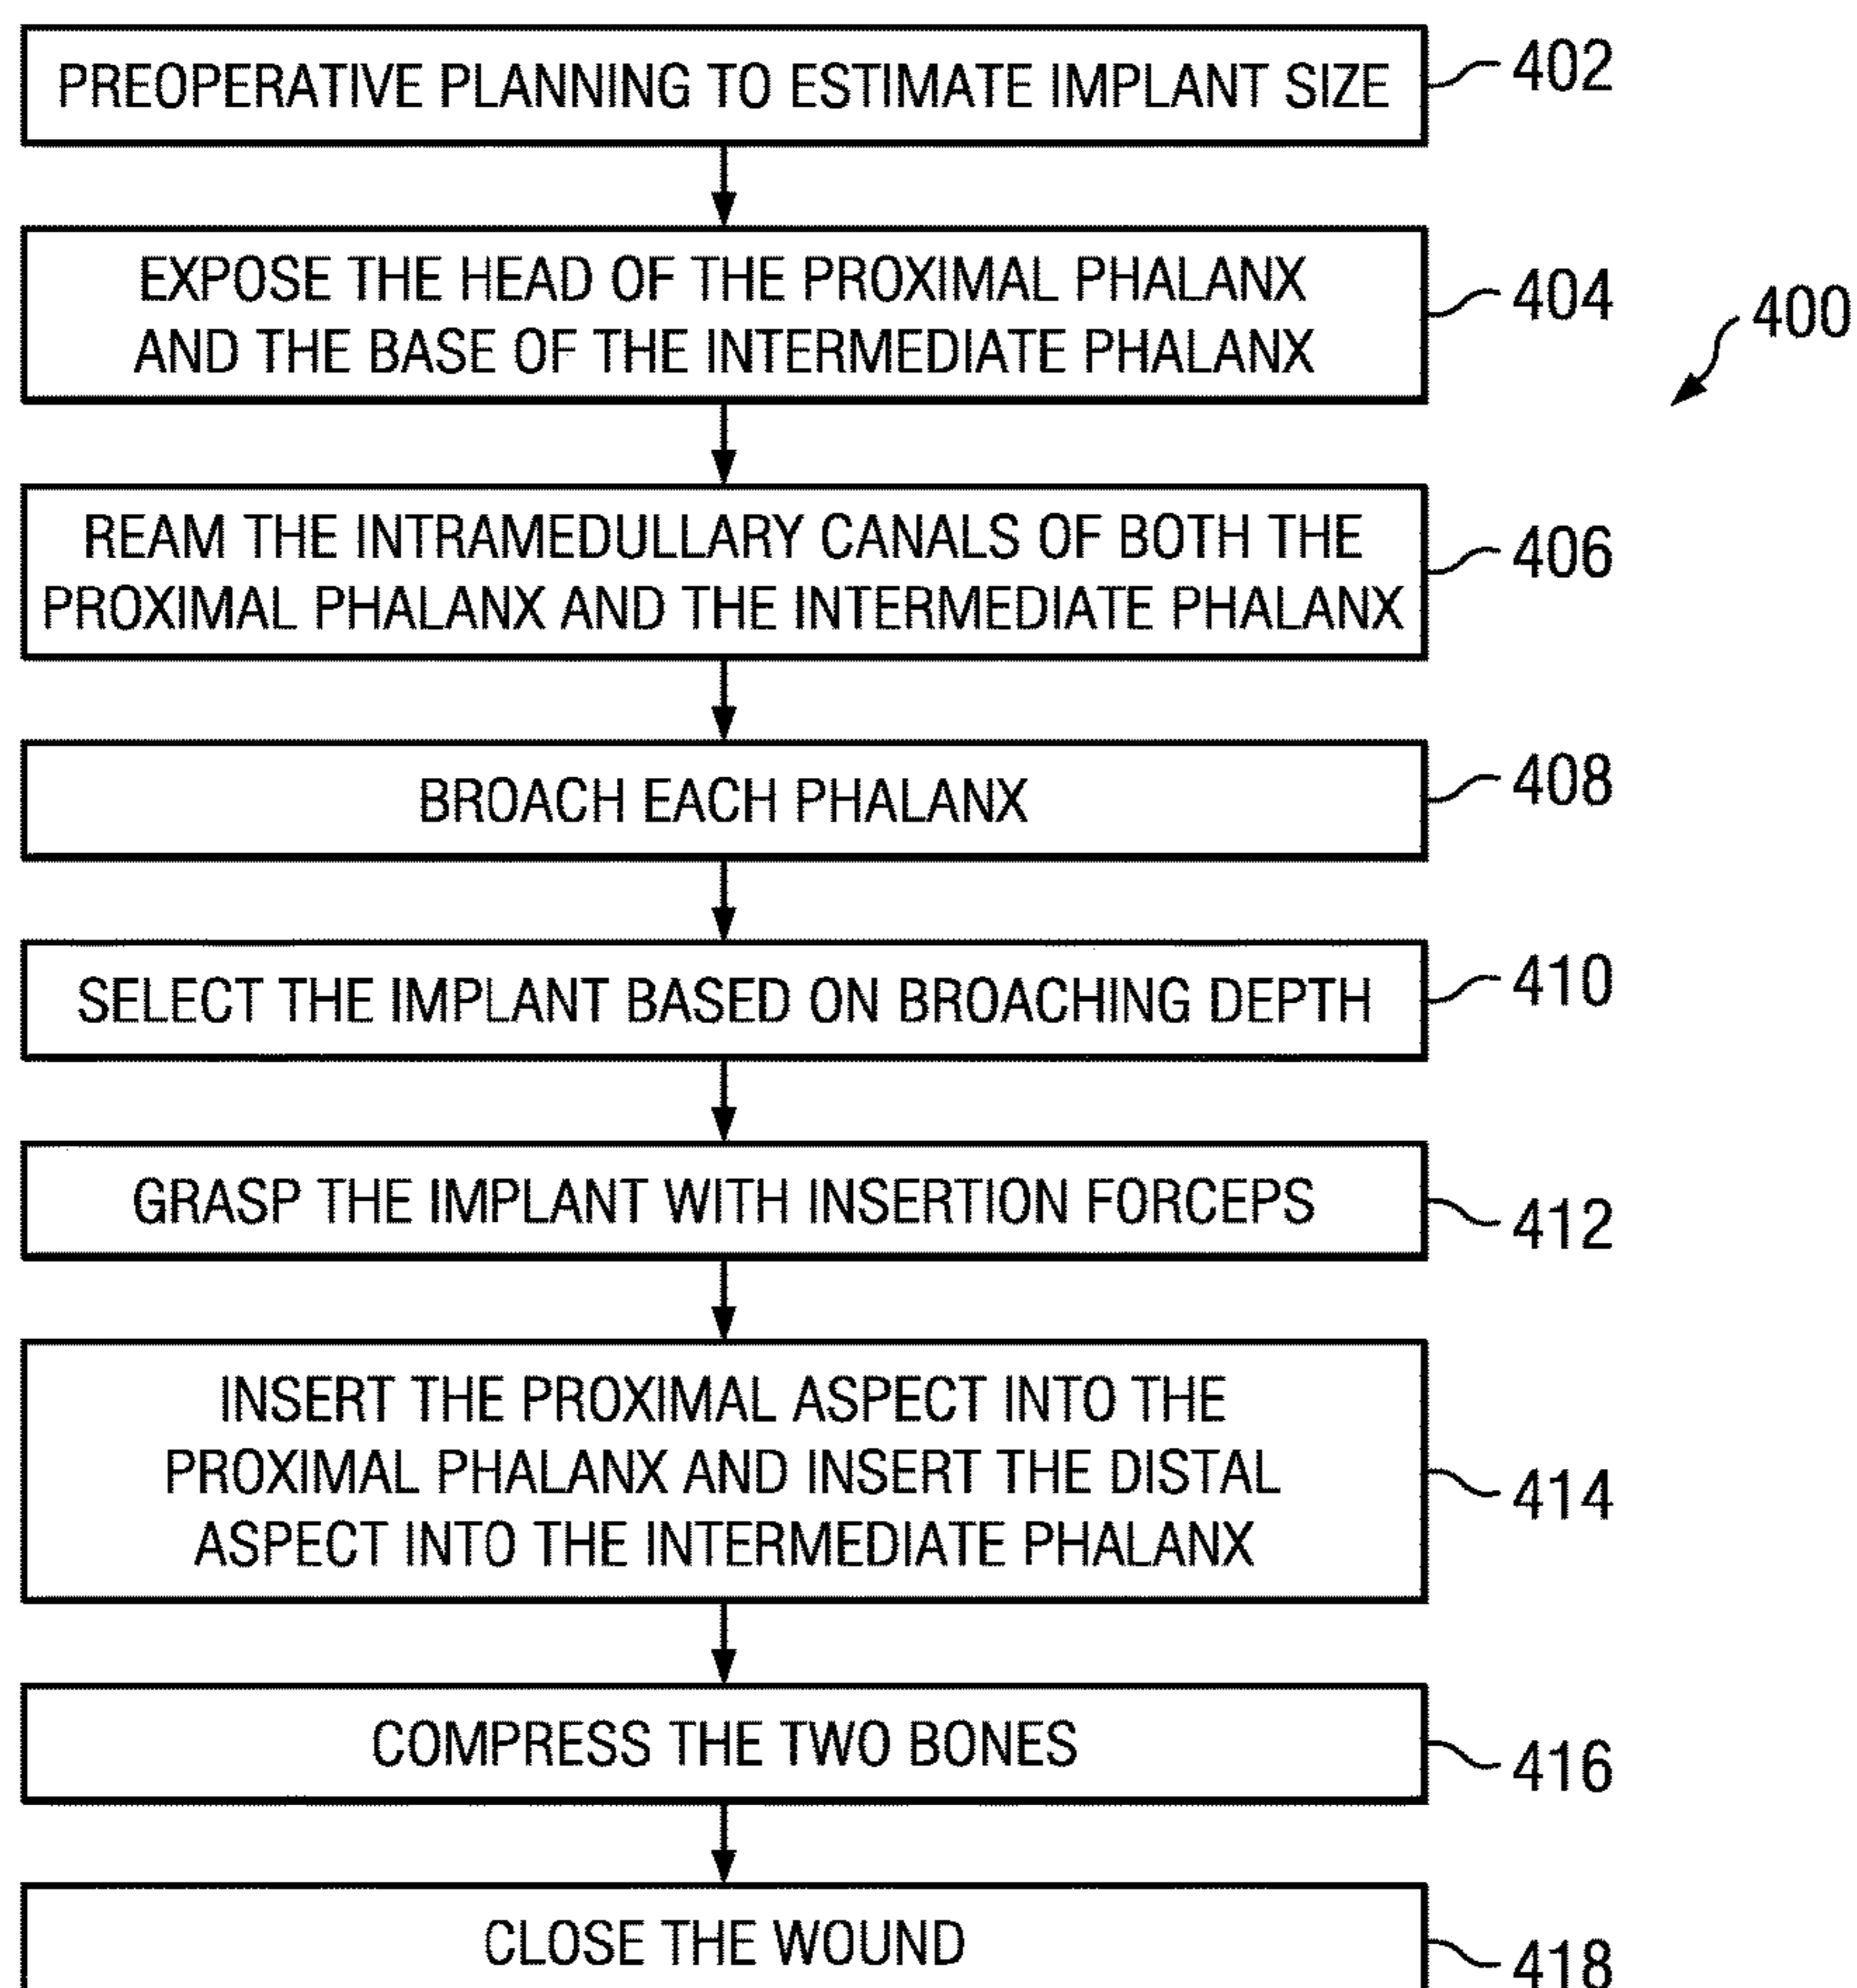 PREOPERATIVE PLANNING TO ESTIMATE IMPLANT SIZE
402
EXPOSE THE HEAD OF THE PROXIMAL PHALANX
AND THE BASE OF THE INTERMEDIATE PHALANX
404
400
REAM THE INTRAMEDULLARY CANALS OF BOTH THE
PROXIMAL PHALANX AND THE INTERMEDIATE PHALANX
406
BROACH EACH PHALANX
408
SELECT THE IMPLANT BASED ON BROACHING DEPTH
410
GRASP THE IMPLANT WITH INSERTION FORCEPS
412
INSERT THE PROXIMAL ASPECT INTO THE
PROXIMAL PHALANX AND INSERT THE DISTAL
ASPECT INTO THE INTERMEDIATE PHALANX
414
COMPRESS THE TWO BONES
416
CLOSE THE WOUND
418